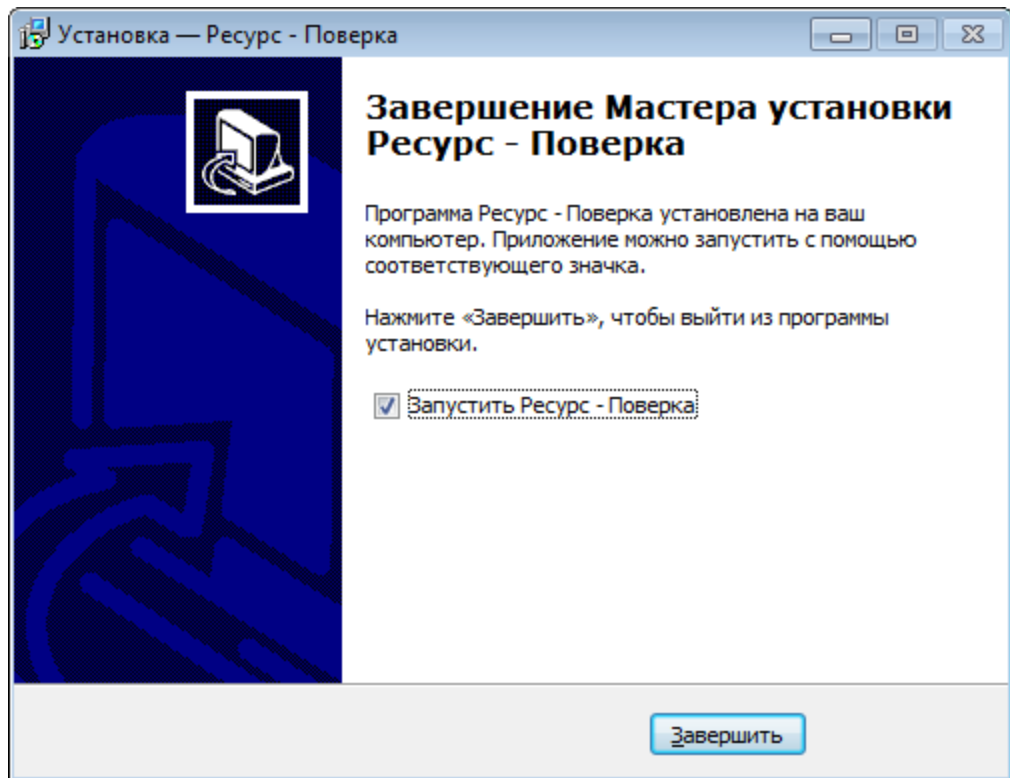 Установка — Ресурс - Поверка
Завершение Мастера установки
Ресурс - Поверка
Программа Ресурс - Поверка установлена на ваш
компьютер. Приложение можно запустить с помощью
соответствующего значка.
Нажмите «Завершить», чтобы выйти из программы
установки.
Запустить Ресурс - Поверка
Завершить